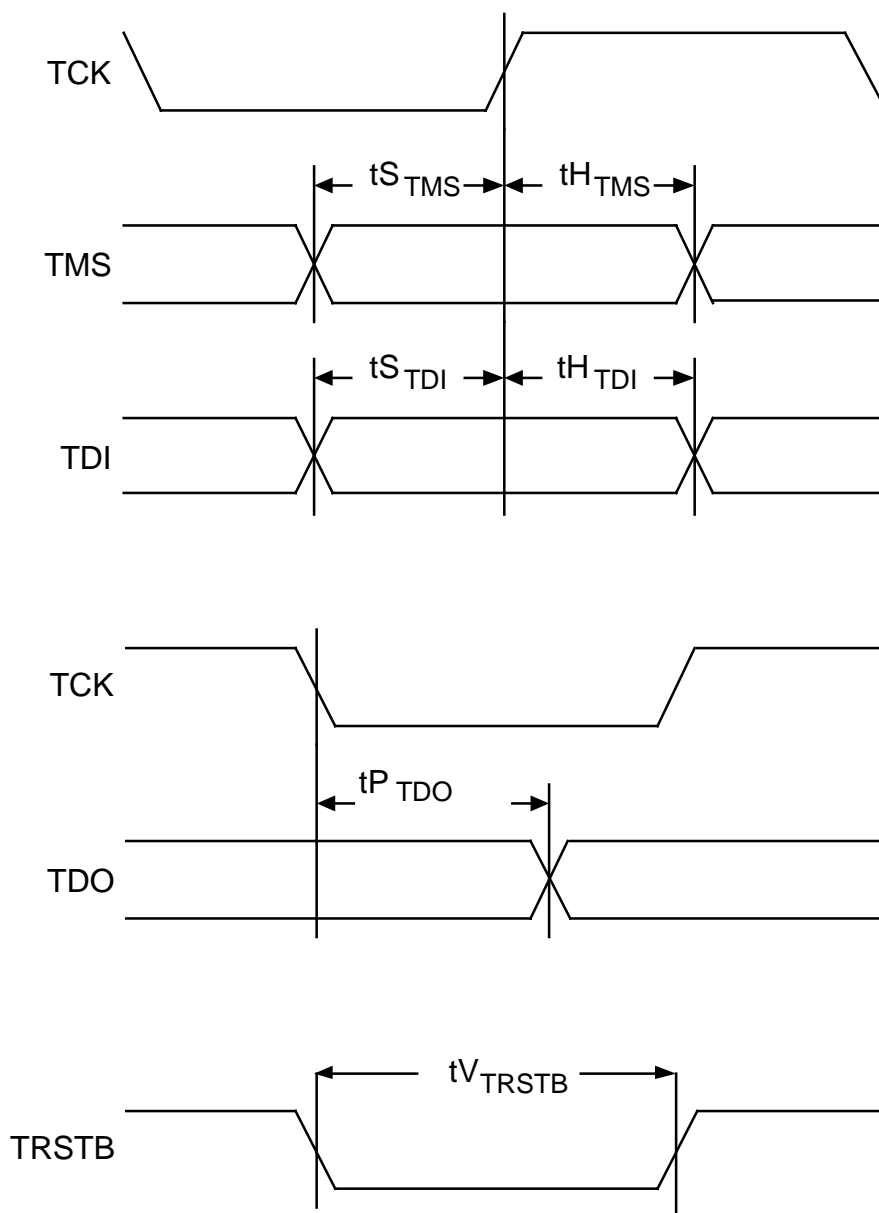 TCK
tS TMS tH TMS
TMS
tS TDI tH TDI
TDI
TCK
tP TDO
TDO
tV TRSTB
TRSTB